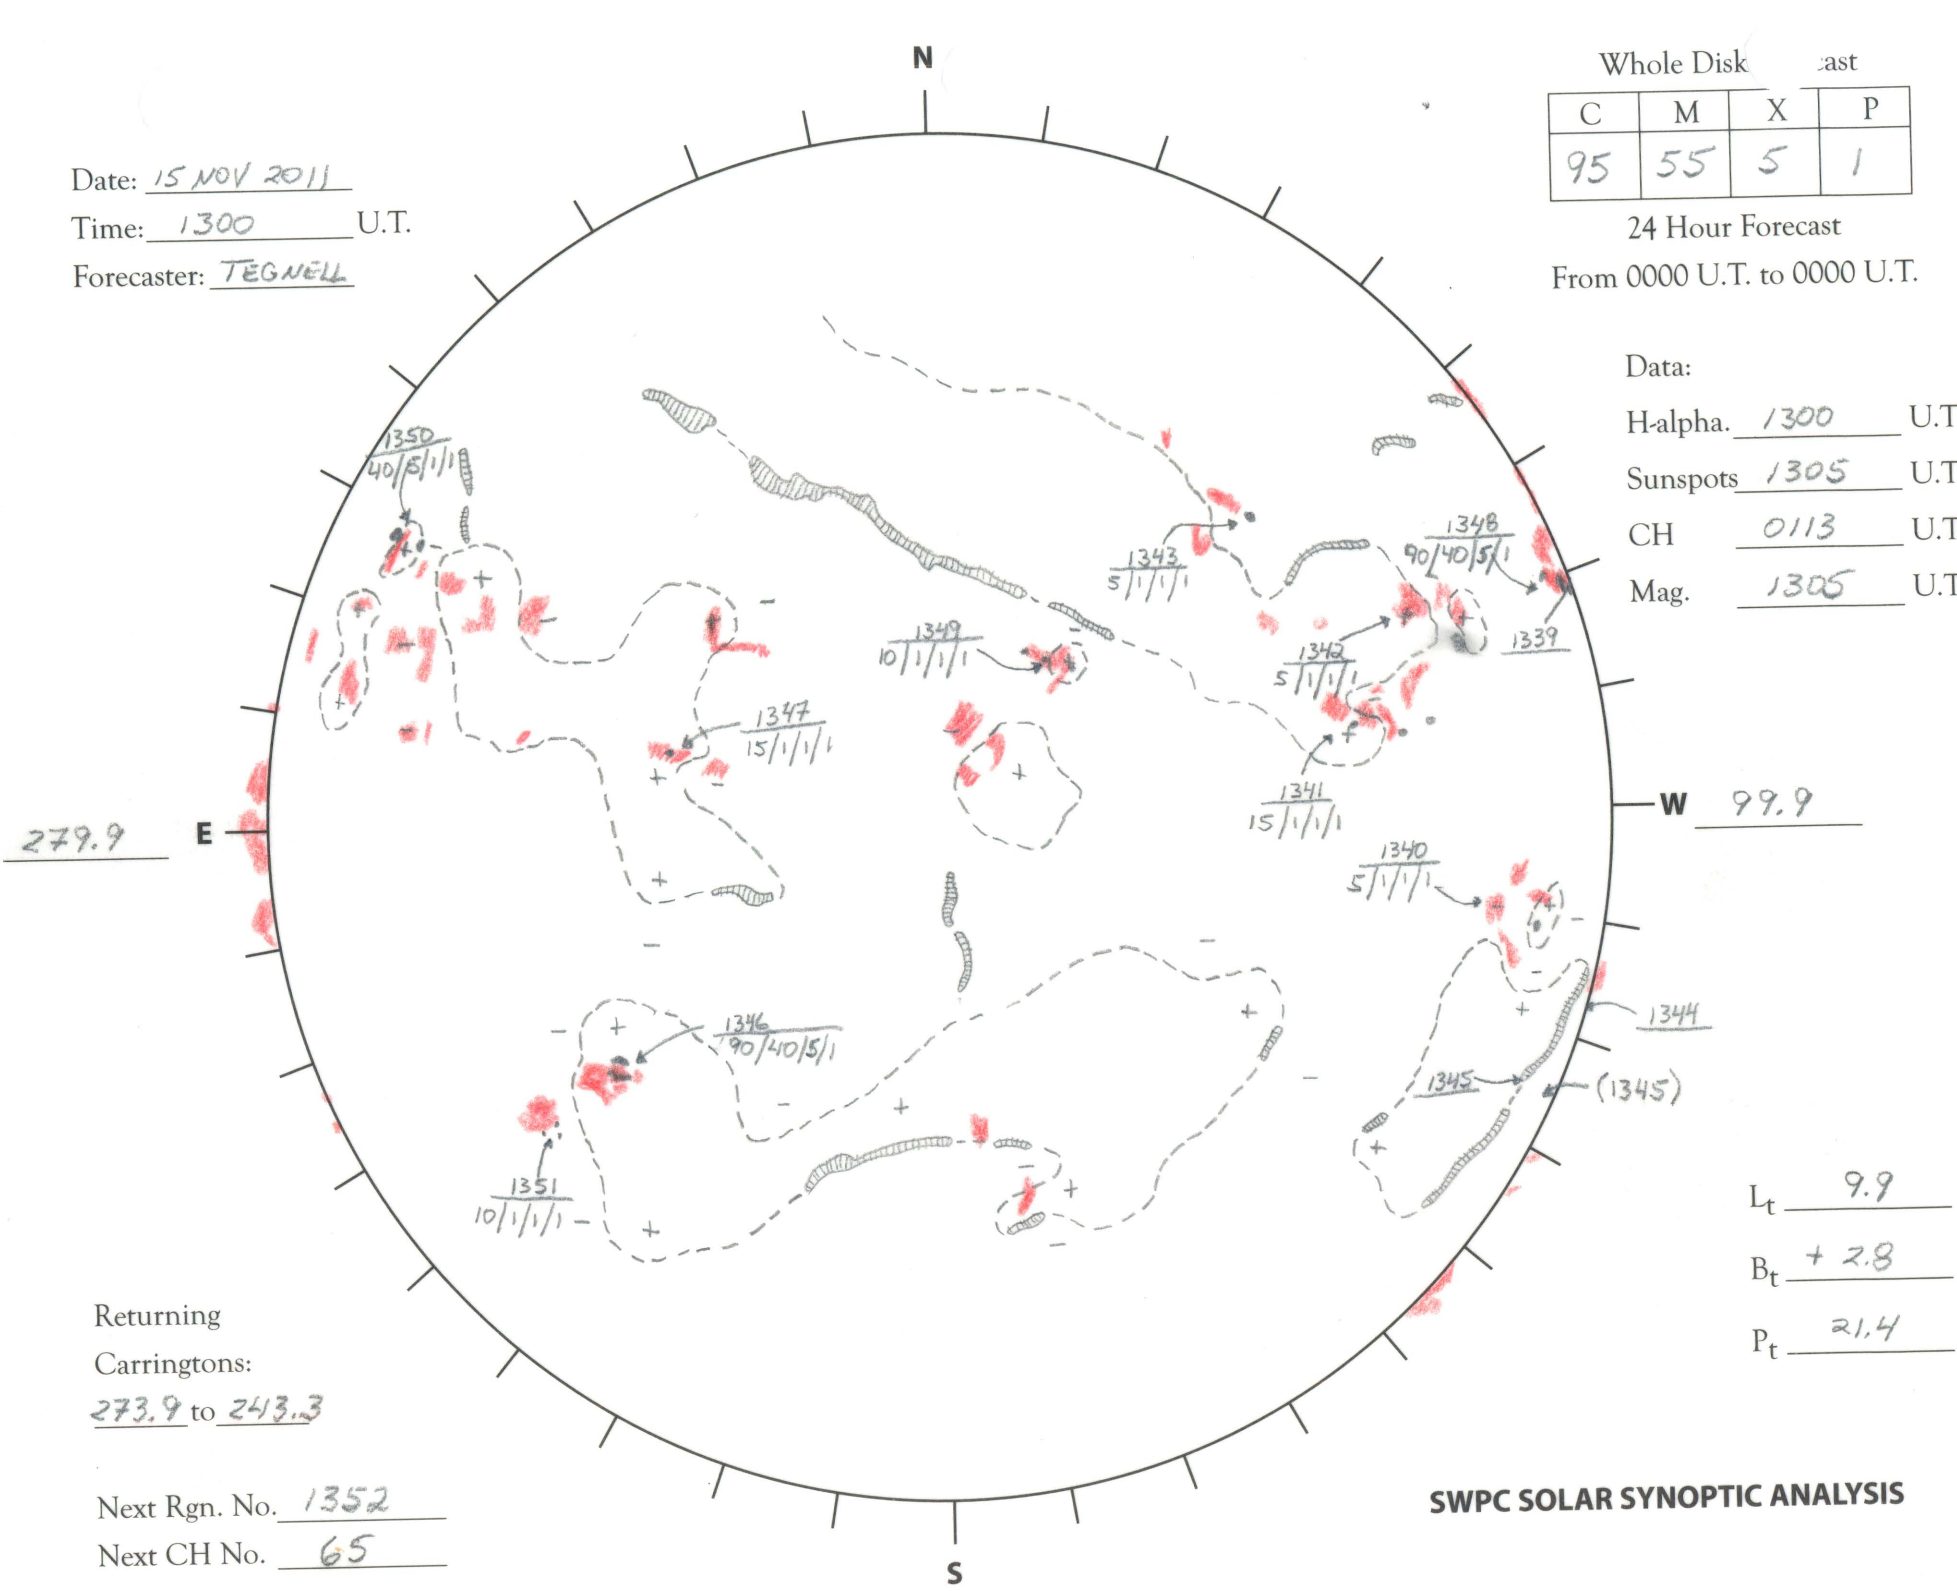 N
Whole Disk
:ast
C M X P
95 55 5 1
24 Hour Forecast
From 0000 U.T. to 0000 U.T.
Date: 15 NOV 2011
Time: 1300 U.T.
Forecaster: TEGNELL
Data:
H-alpha. 1300 U.T
Sunspots 1305 U.T
CH 0113 U.T
Mag. 1305 U.T
1350
40/5/1/1
1343
5/1/1/1
1348
90/40/5/1
1339
1349
10/1/1/1
1342
5/1/1/1
1347
15/1/1/1
1341
15/1/1/1
279.9 E
W 99.9
1340
5/1/1/1
1346
90/40/5/1
1344
1345
(1345)
1351
10/1/1/1
Lt 9.9
Bt + 2.8
Pt 21.4
Returning
Carringtons:
273.9 to 243.3
Next Rgn. No. 1352
Next CH No. 65
SWPC SOLAR SYNOPTIC ANALYSIS
S